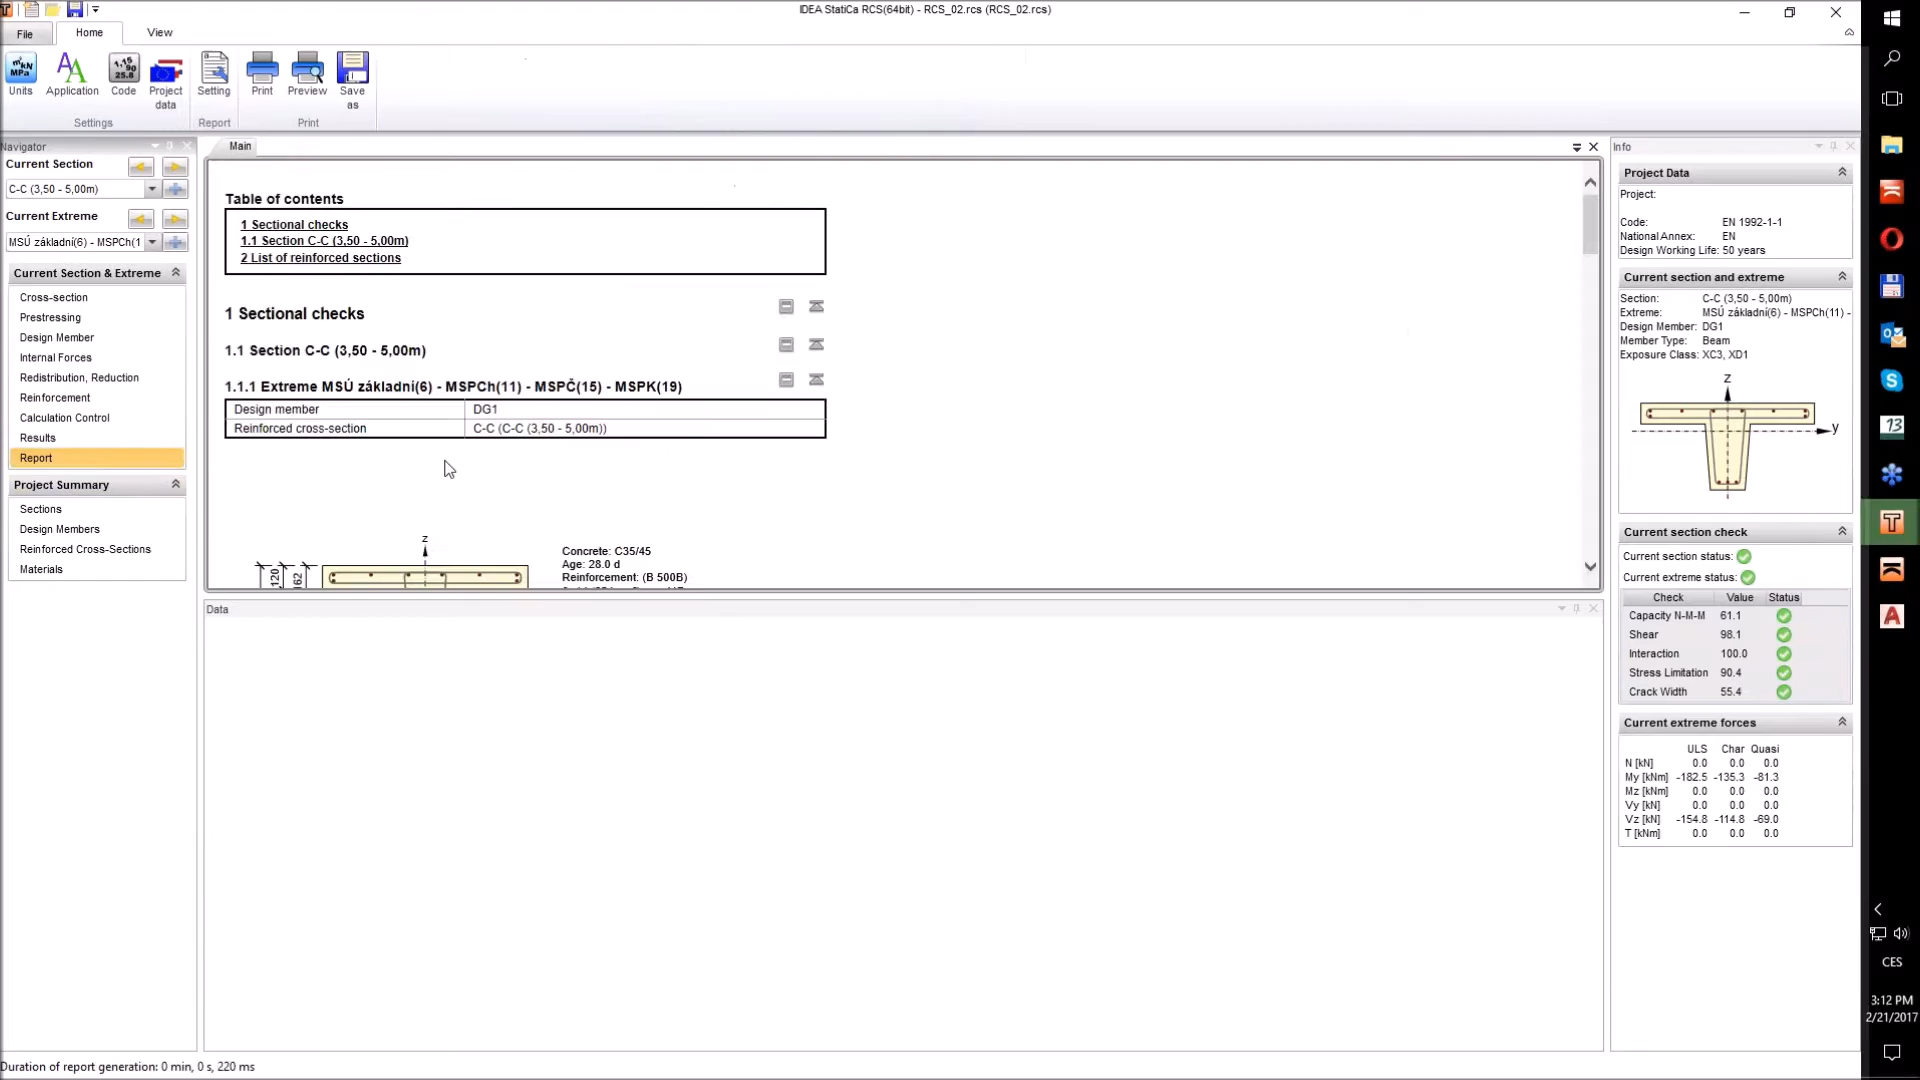 IDEA StatiCa RCS(64bit) - RCS_02.rcs (RCS_02.rcs)
File
Home
View
Units
Application
Code
Project data
Setting
Print
Preview
Save as
Settings
Report
Print
Navigator
Current Section
C-C (3,50 - 5,00m)
Current Extreme
MSÚ základní(6) - MSPCh(1
Current Section & Extreme
Cross-section
Prestressing
Design Member
Internal Forces
Redistribution, Reduction
Reinforcement
Calculation Control
Results
Report
Project Summary
Sections
Design Members
Reinforced Cross-Sections
Materials
Main
Table of contents
1 Sectional checks
1.1 Section C-C (3,50 - 5,00m)
2 List of reinforced sections
1 Sectional checks
1.1 Section C-C (3,50 - 5,00m)
1.1.1 Extreme MSÚ základní(6) - MSPCh(11) - MSPČ(15) - MSPK(19)
Design member DG1
Reinforced cross-section C-C (C-C (3,50 - 5,00m))
z
120
162
Concrete: C35/45
Age: 28.0 d
Reinforcement: (B 500B)
Data
Info
Project Data
Project:
Code: EN 1992-1-1
National Annex: EN
Design Working Life: 50 years
Current section and extreme
Section: C-C (3,50 - 5,00m)
Extreme: MSÚ základní(6) - MSPCh(11) -
Design Member: DG1
Member Type: Beam
Exposure Class: XC3, XD1
Z
y
Current section check
Current section status:
Current extreme status:
Check Value Status
Capacity N-M-M 61.1
Shear 98.1
Interaction 100.0
Stress Limitation 90.4
Crack Width 55.4
Current extreme forces
ULS Char Quasi
N [kN] 0.0 0.0 0.0
My [kNm] -182.5 -135.3 -81.3
Mz [kNm] 0.0 0.0 0.0
Vy [kN] 0.0 0.0 0.0
Vz [kN] -154.8 -114.8 -69.0
T [kNm] 0.0 0.0 0.0
13
CES
3:12 PM
2/21/2017
Duration of report generation: 0 min, 0 s, 220 ms